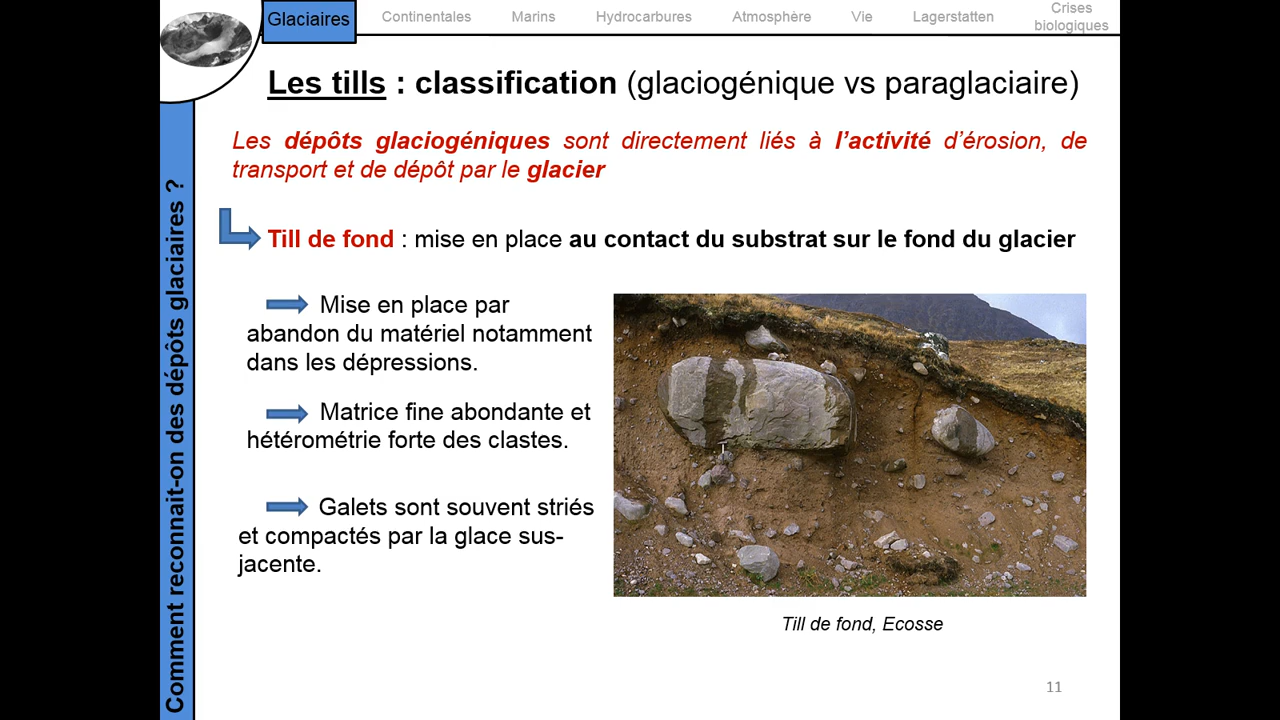 Glaciaires
Continentales
Marins
Hydrocarbures
Atmosphère
Vie
Lagerstatten
Crises
biologiques
Les tills : classification (glaciogénique vs paraglaciaire)
Les dépôts glaciogéniques sont directement liés à l’activité d’érosion, de
transport et de dépôt par le glacier
Till de fond : mise en place au contact du substrat sur le fond du glacier
Mise en place par
abandon du matériel notamment
dans les dépressions.
Matrice fine abondante et
hétérométrie forte des clastes.
Galets sont souvent striés
et compactés par la glace sus-
jacente.
Till de fond, Ecosse
Comment reconnait-on des dépôts glaciaires ?
11